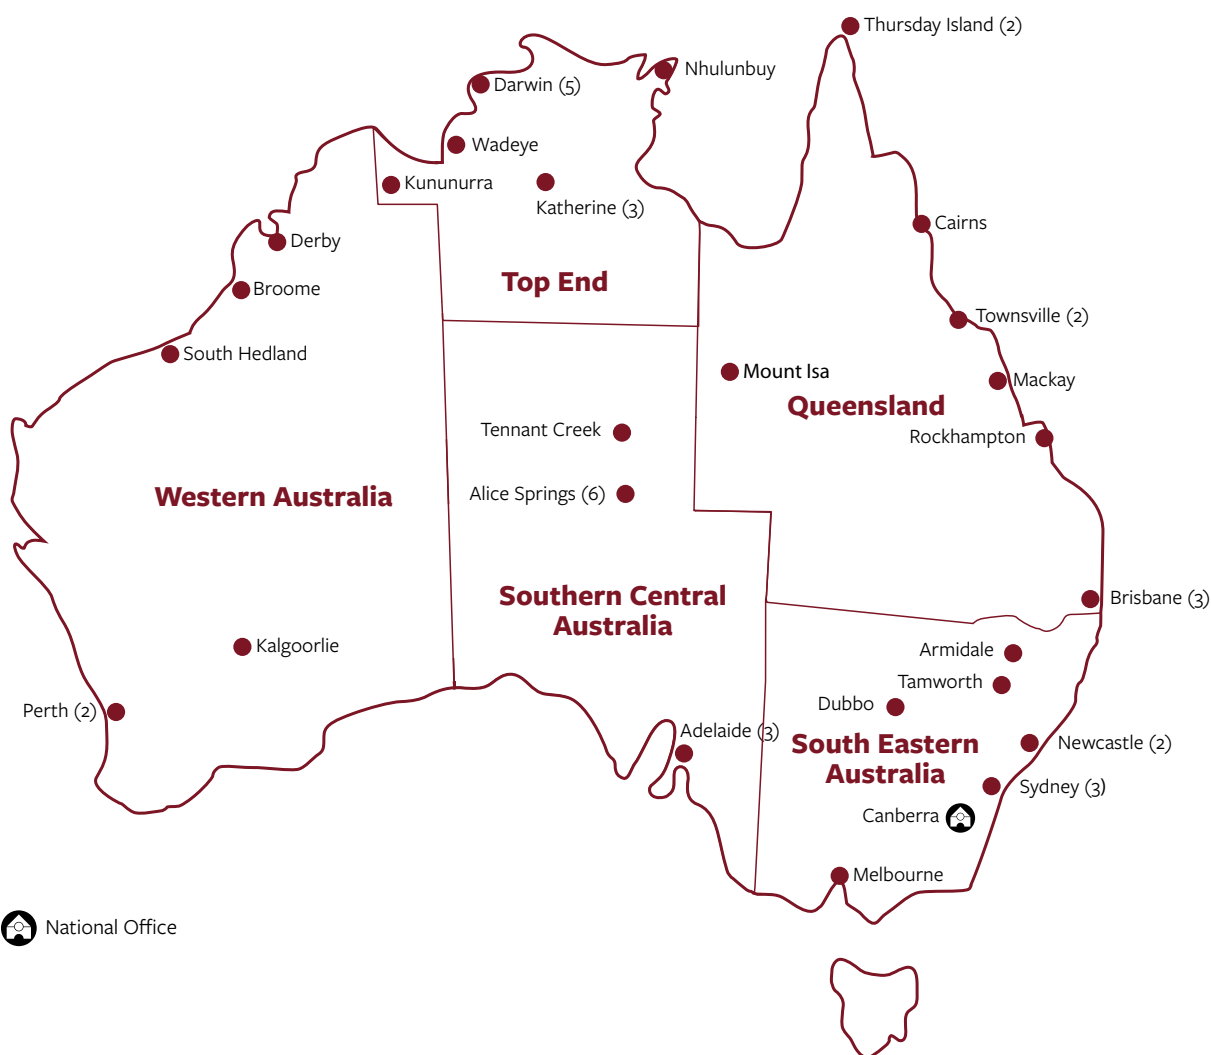 Thursday Island (2)
Nhulunbuy
Darwin (5)
Wadeye
Kununurra
Katherine (3)
Cairns
Derby
Top End
Broome
Townsville (2)
South Hedland
Mount Isa
Mackay
Queensland
Tennant Creek
Rockhampton
Western Australia
Alice Springs (6)
Southern Central
Australia
Brisbane (3)
Kalgoorlie
Armidale
Tamworth
Dubbo
Perth (2)
Adelaide (3)
South Eastern
Australia
Newcastle (2)
Sydney (3)
Canberra
Melbourne
National Office